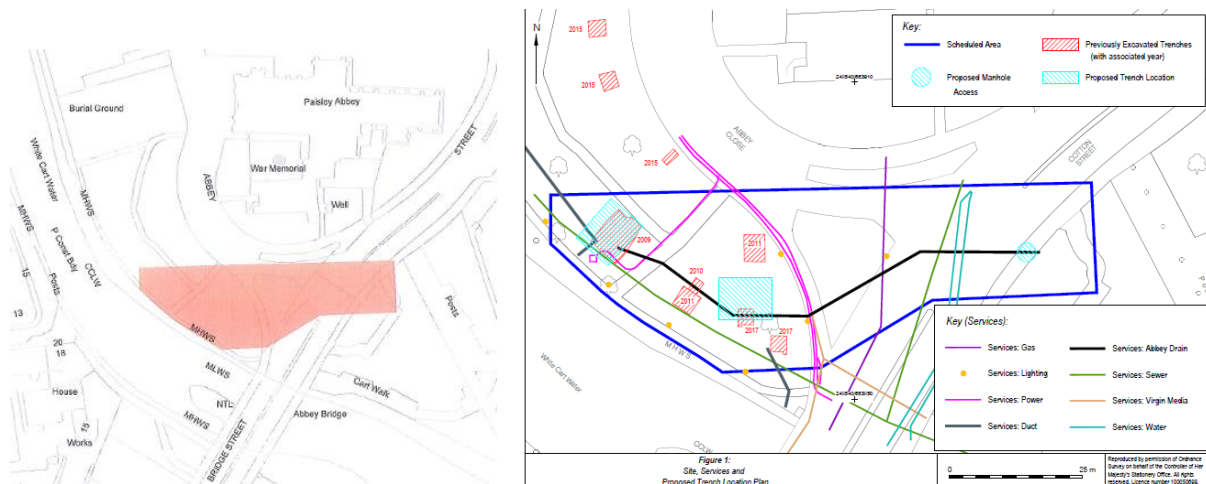 Burial Ground
Paisley Abbey
War Memorial
Well
ABBEY
STREET
White Cart Water
MHWS
MHWS
P Const Bdy
CCLW
Posts
15
13
20
18
House
15
Works
MHWS
MLWS
NTL
MHWS
BRIDGE STREET
Abbey Bridge
Cart Walk
Posts
N
2015
2015
2015
ABBEY
CLOSE
COTTON
STREET
2009
2011
2010
2011
2017
2017
MHWS
White Cart Water
CCLW
Key:
Scheduled Area
Previously Excavated Trenches
(with associated year)
Proposed Manhole
Access
Proposed Trench Location
Key (Services):
Services: Gas
Services: Abbey Drain
Services: Lighting
Services: Sewer
Services: Power
Services: Virgin Media
Services: Duct
Services: Water
Figure 1:
Site, Services and
Proposed Trench Location Plan
0
25 m
Reproduced by permission of Ordnance
Survey on behalf of the Controller of Her
Majesty's Stationery Office. All rights
reserved. Licence number 100050699.